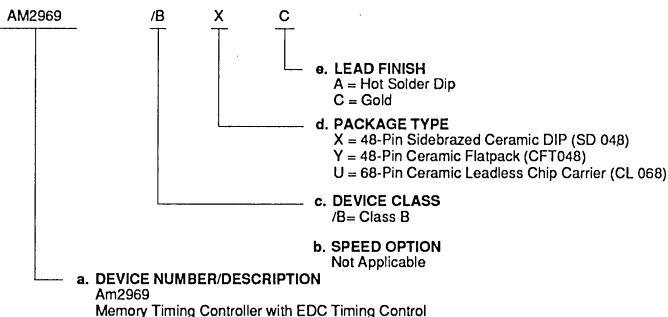 AM2969 /B X C
e. LEAD FINISH
A = Hot Solder Dip
C = Gold
d. PACKAGE TYPE
X = 48-Pin Sidebrazed Ceramic DIP (SD 048)
Y = 48-Pin Ceramic Flatpack (CFT048)
U = 68-Pin Ceramic Leadless Chip Carrier (CL 068)
c. DEVICE CLASS
/B= Class B
b. SPEED OPTION
Not Applicable
a. DEVICE NUMBER/DESCRIPTION
Am2969
Memory Timing Controller with EDC Timing Control